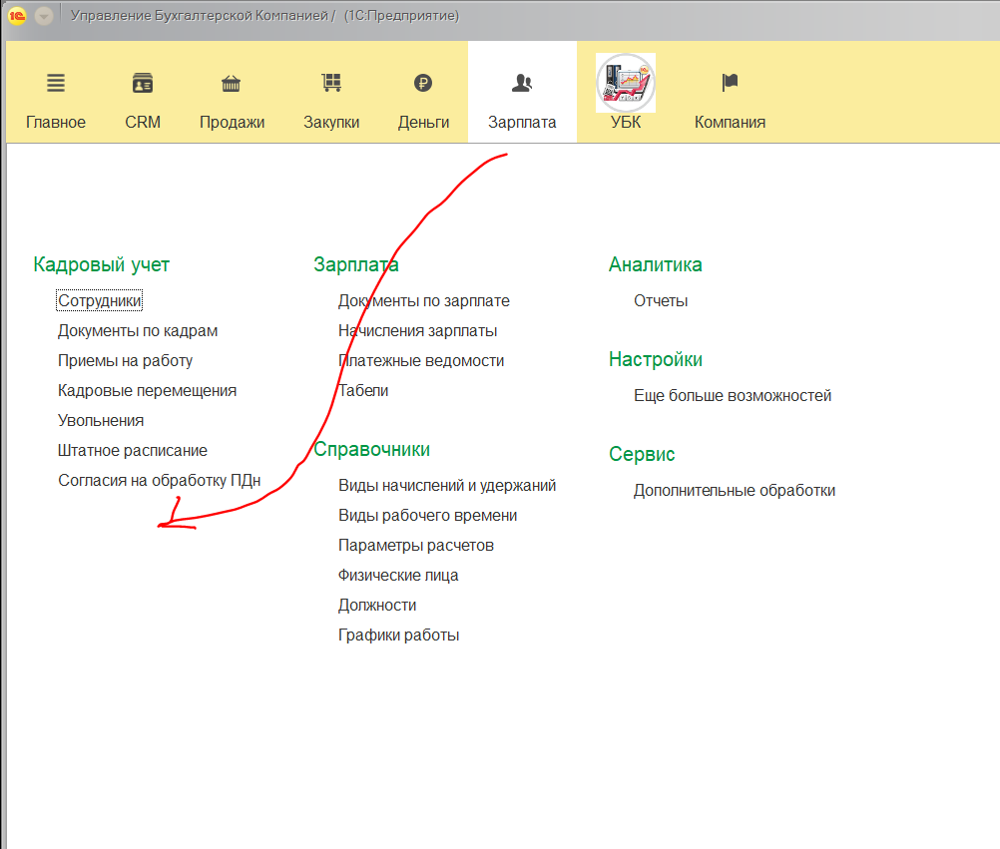 Управление Бухгалтерской Компанией / (1С:Предприятие)
Главное CRM Продажи Закупки Деньги Зарплата УБК Компания
Кадровый учет
Сотрудники
Документы по кадрам
Приемы на работу
Кадровые перемещения
Увольнения
Штатное расписание
Согласия на обработку ПДн
Зарплата
Документы по зарплате
Начисления зарплаты
Платежные ведомости
Табели
Справочники
Виды начислений и удержаний
Виды рабочего времени
Параметры расчетов
Физические лица
Должности
Графики работы
Аналитика
Отчеты
Настройки
Еще больше возможностей
Сервис
Дополнительные обработки